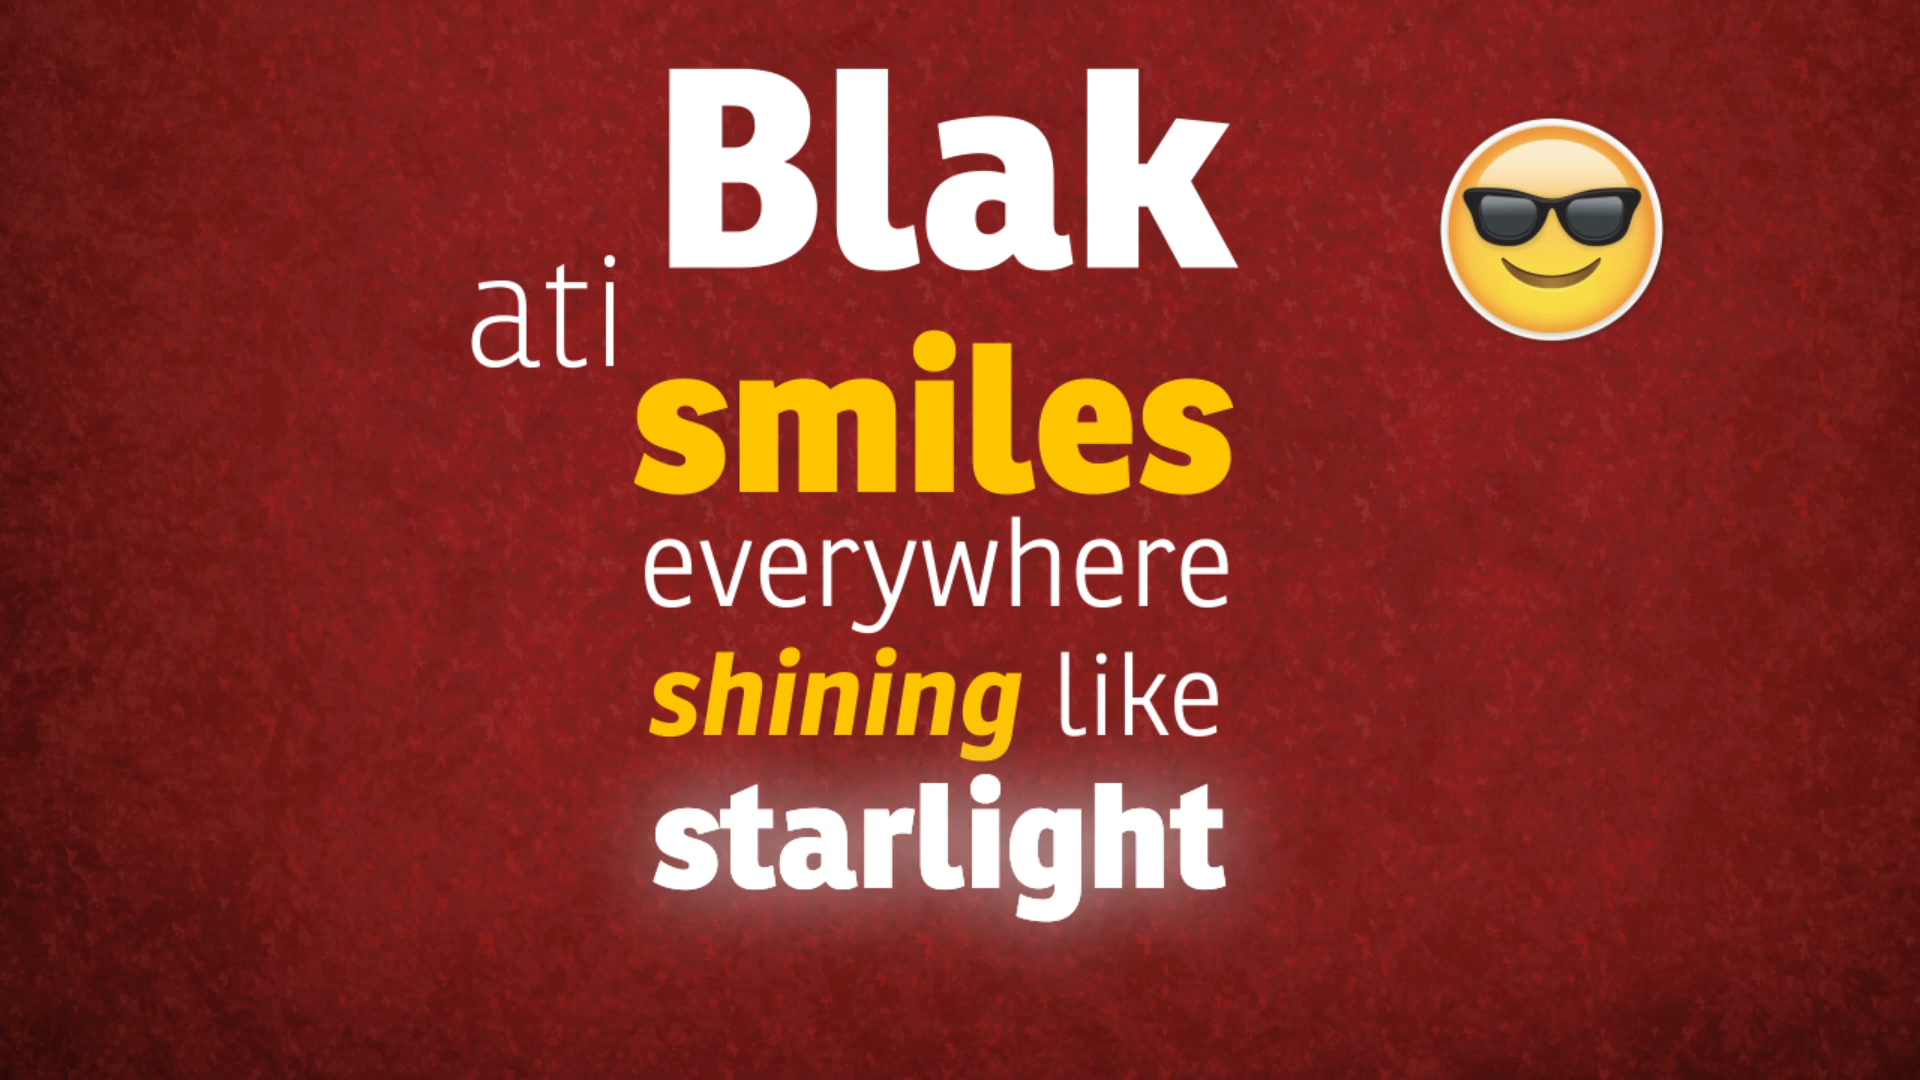 Blak
ati
smiles
everywhere
shining like
starlight